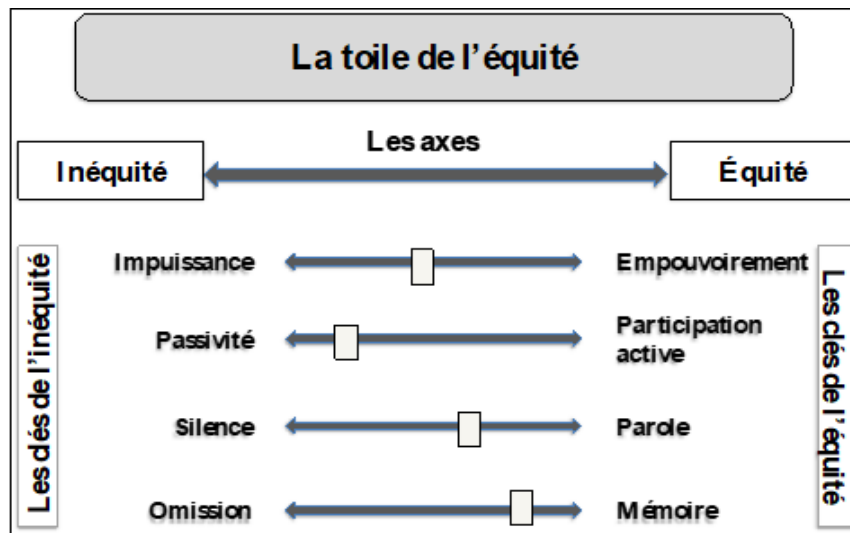 La toile de l'équité
Les axes
Inéquité
Équité
Les clés de l'inéquité
Impuissance
Empouvoirement
Passivité
Participation
active
Silence
Parole
Omission
Mémoire
Les clés de l'équité